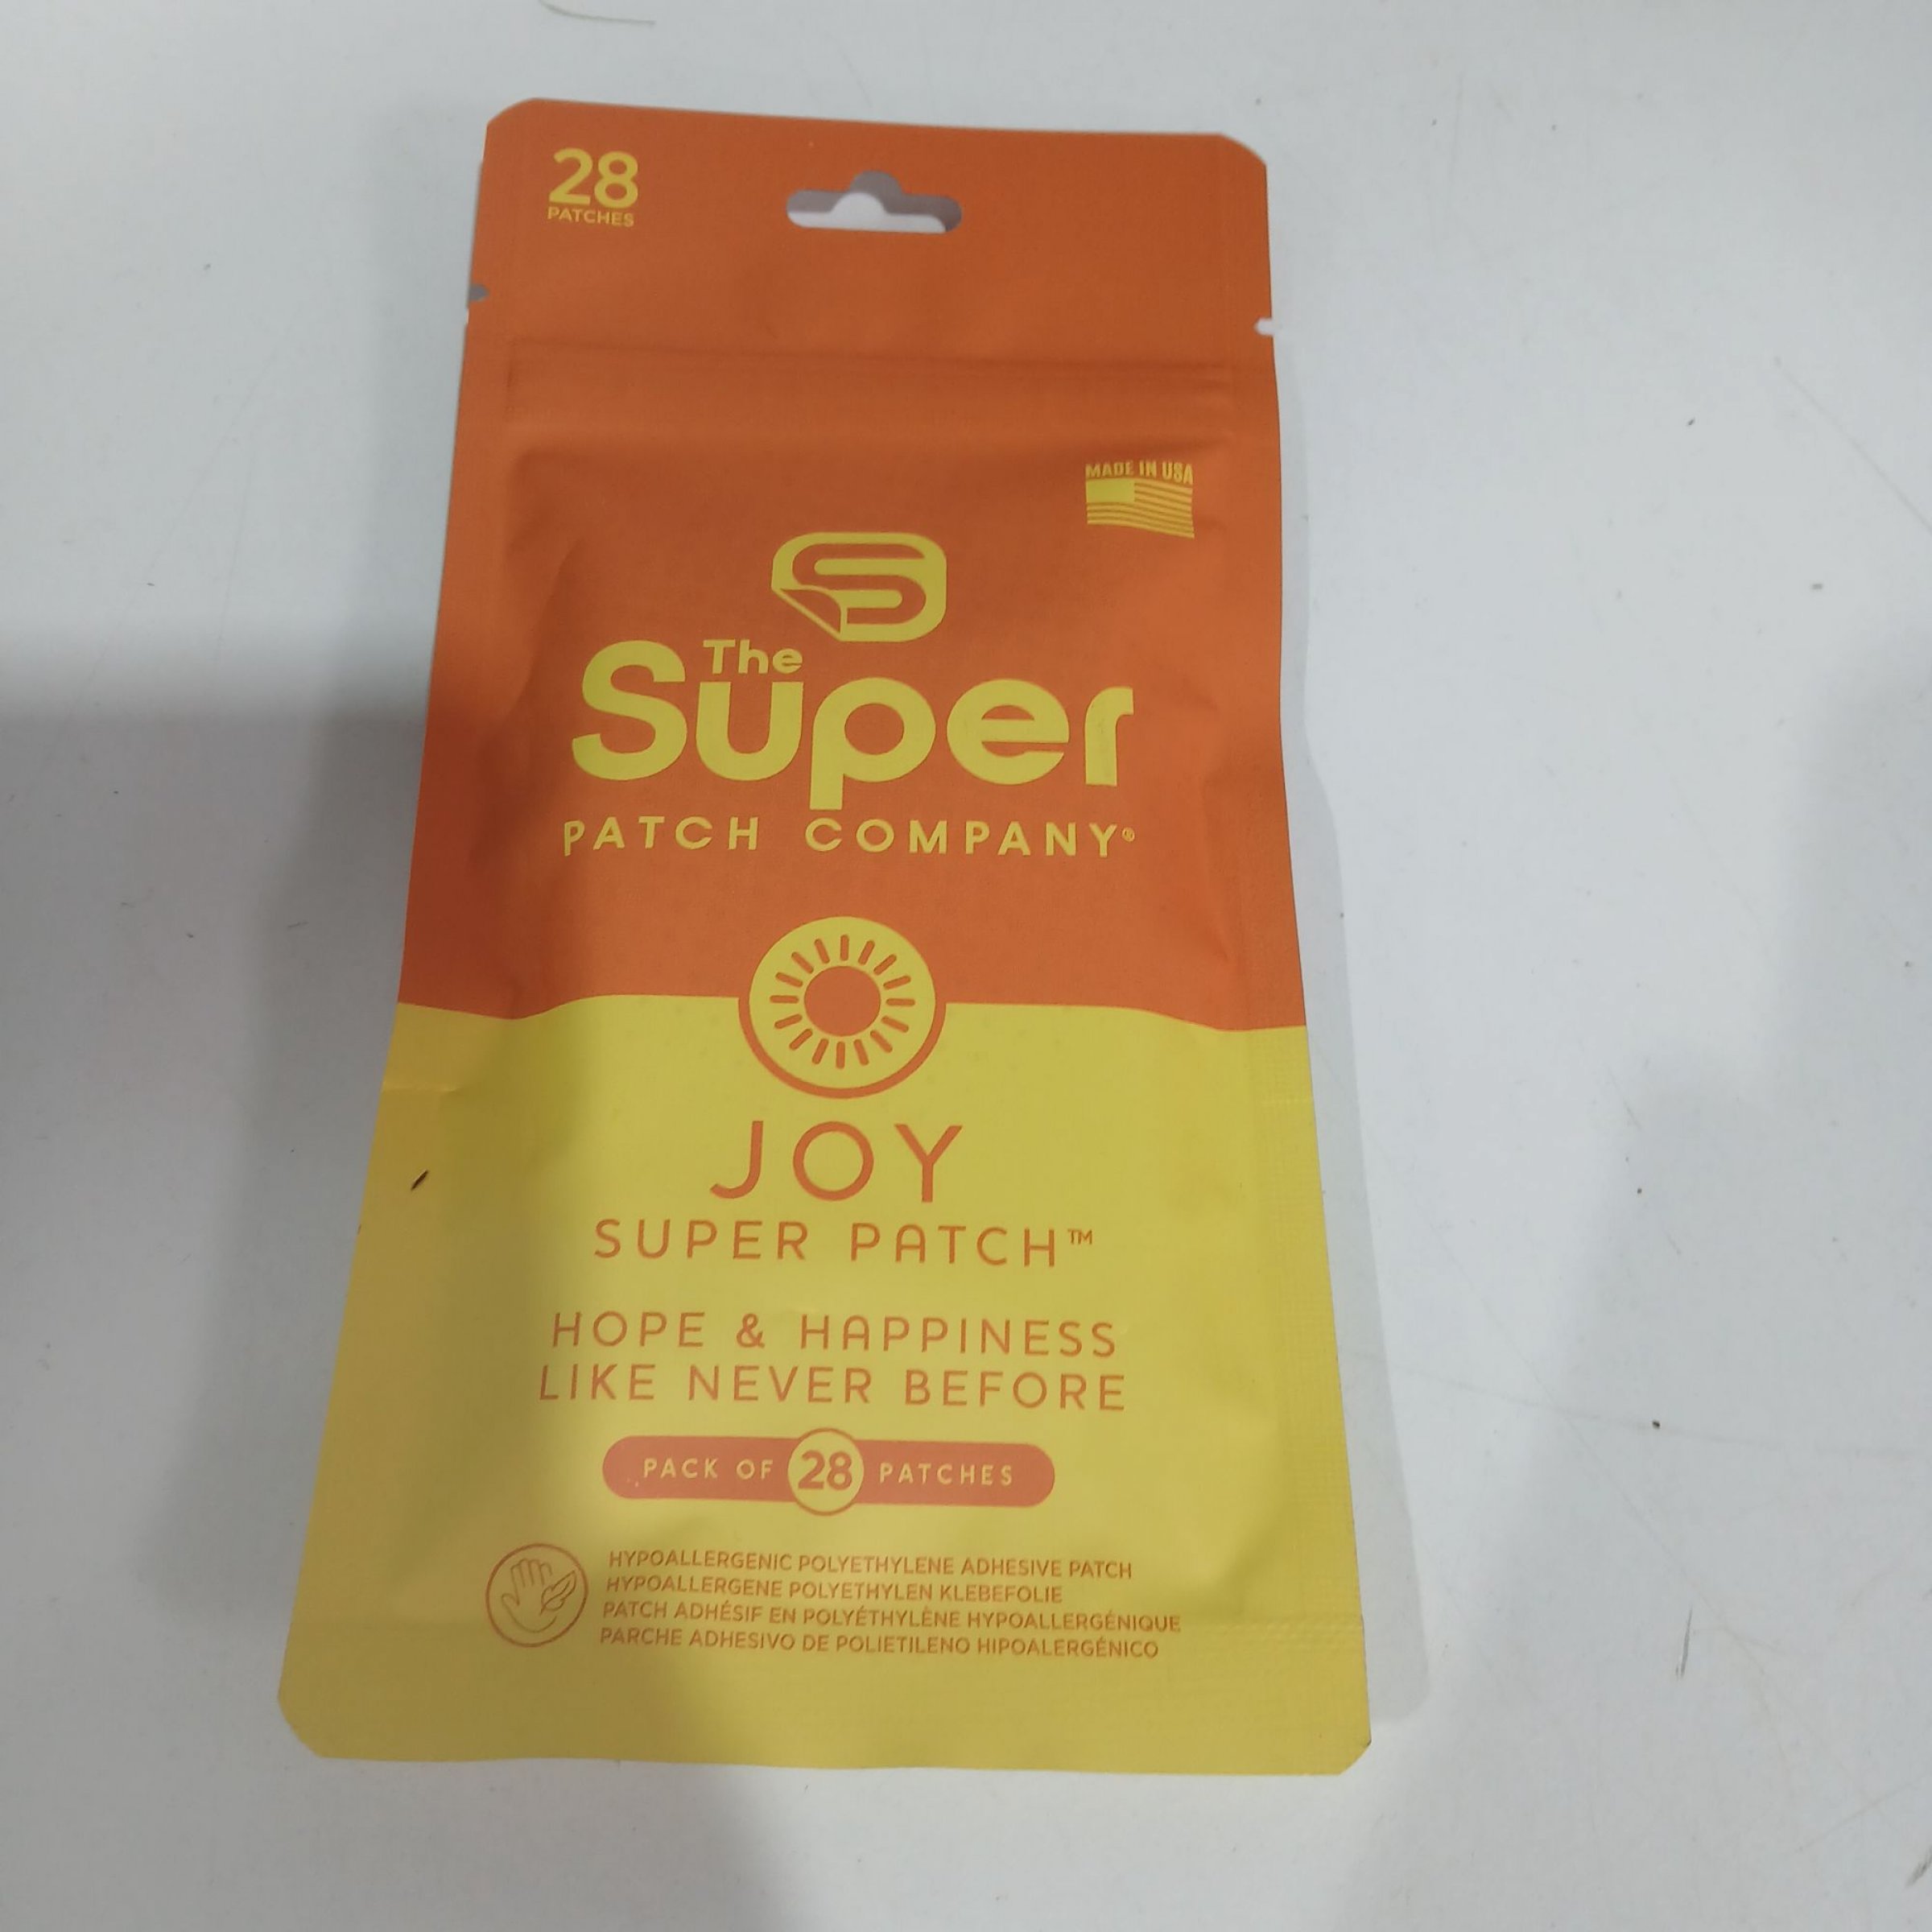 28
PATCHES
MADE IN USA
The
Super
PATCH COMPANY®
JOY
SUPER PATCH™
HOPE & HAPPINESS
LIKE NEVER BEFORE
PACK OF 28 PATCHES
HYPOALLERGENIC POLYETHYLENE ADHESIVE PATCH
HYPOALLERGENE POLYETHYLEN KLEBEFOLIE
PATCH ADHÉSIF EN POLYÉTHYLÈNE HYPOALLERGÉNIQUE
PARCHE ADHESIVO DE POLIETILENO HIPOALERGÉNICO